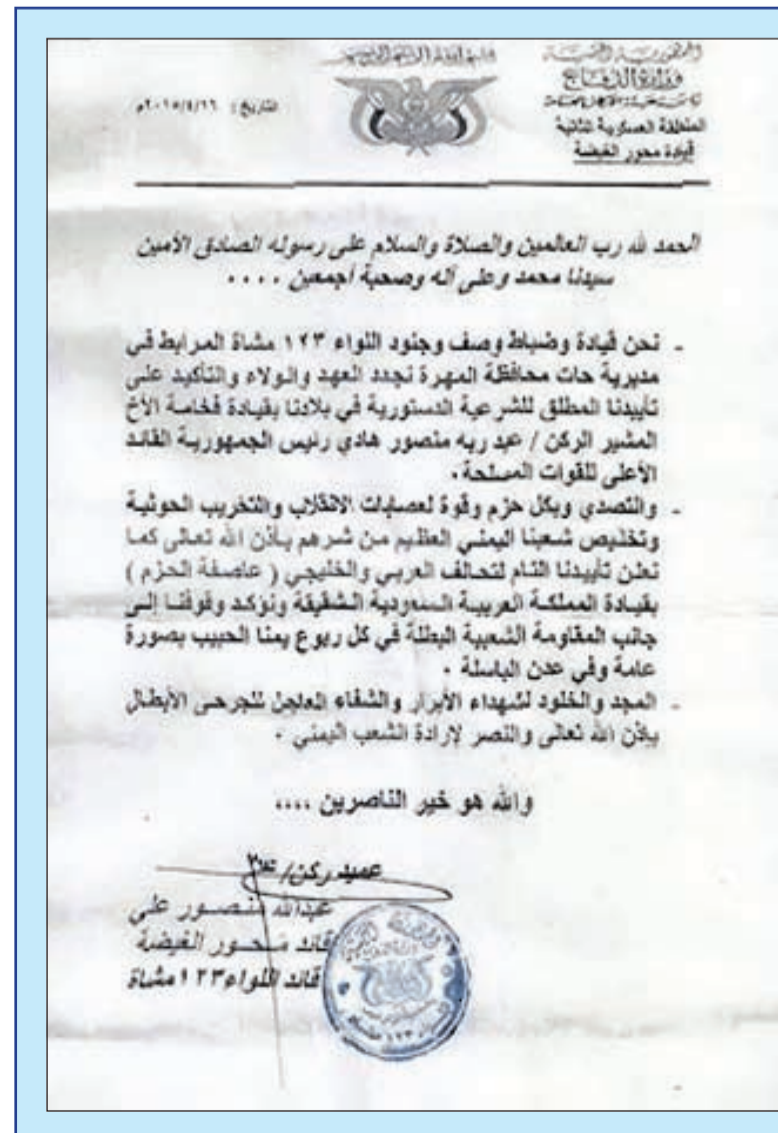 الجمهورية اليمنية
وزارة الدفاع
المنطقة العسكرية الثانية
قيادة محور الغيضة
التاريخ : ٢٠١٥/٤/١٦م
الحمد لله رب العالمين والصلاة والسلام على رسوله الصادق الأمين
سيدنا محمد وعلى آله وصحبة أجمعين ....
- نحن قيادة وضباط وصف وجنود اللواء ١٢٣ مشاة المرابط في
مديرية حات محافظة المهرة نجدد العهد والولاء والتأكيد على
تأييدنا المطلق للشرعية الدستورية في بلادنا بقيادة فخامة الأخ
المشير الركن / عبد ربه منصور هادي رئيس الجمهورية القائد
الأعلى للقوات المسلحة .
- والتصدي وبكل حزم وقوة لعصابات الانقلاب والتخريب الحوثية
وتخليص شعبنا اليمني العظيم من شرهم بأذن الله تعالى كما
نعلن تأييدنا التام لتحالف العربي والخليجي ( عاصفة الحزم )
بقيادة المملكة العربية السعودية الشقيقة ونؤكد وقوفنا إلى
جانب المقاومة الشعبية البطلة في كل ربوع يمنا الحبيب بصورة
عامة وفي عدن الباسلة .
- المجد والخلود لشهداء الأبرار والشفاء العاجل للجرحى الأبطال
بإذن الله تعالى والنصر لإرادة الشعب اليمني .
والله هو خير الناصرين ....
عميد ركن/
عبدالله منصور علي
قائد محور الغيضة
قائد اللواء ١٢٣ مشاة